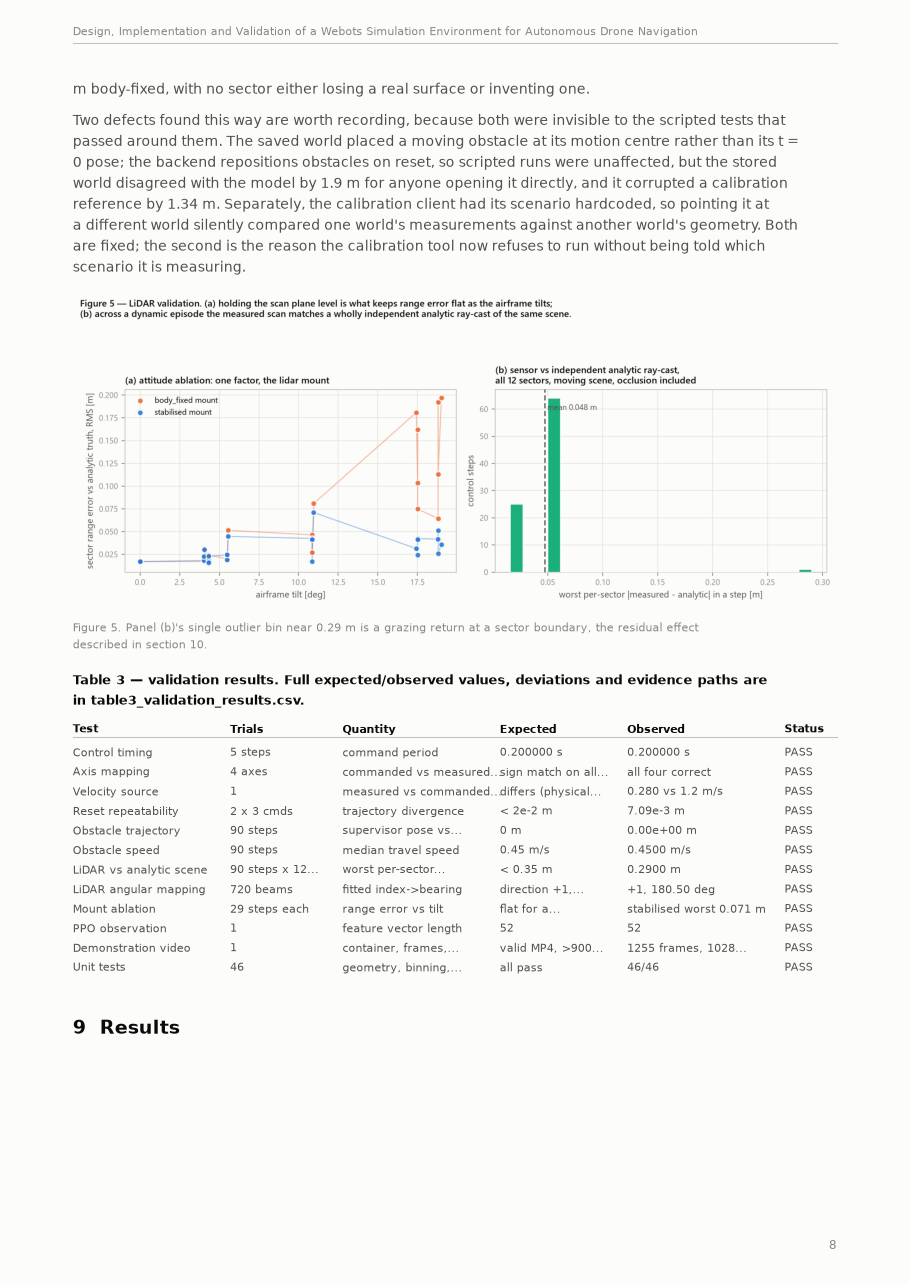 Design, Implementation and Validation of a Webots Simulation Environment for Autonomous Drone Navigation
m body-fixed, with no sector either losing a real surface or inventing one.
Two defects found this way are worth recording, because both were invisible to the scripted tests that
passed around them. The saved world placed a moving obstacle at its motion centre rather than its t =
0 pose; the backend repositions obstacles on reset, so scripted runs were unaffected, but the stored
world disagreed with the model by 1.9 m for anyone opening it directly, and it corrupted a calibration
reference by 1.34 m. Separately, the calibration client had its scenario hardcoded, so pointing it at
a different world silently compared one world's measurements against another world's geometry. Both
are fixed; the second is the reason the calibration tool now refuses to run without being told which
scenario it is measuring.
Figure 5 — LiDAR validation. (a) holding the scan plane level is what keeps range error flat as the airframe tilts;
(b) across a dynamic episode the measured scan matches a wholly independent analytic ray-cast of the same scene.
(a) attitude ablation: one factor, the lidar mount
sector range error vs analytic truth, RMS [m]
0.200
0.175
0.150
0.125
0.100
0.075
0.050
0.025
body_fixed mount
stabilised mount
0.0 2.5 5.0 7.5 10.0 12.5 15.0 17.5
airframe tilt [deg]
(b) sensor vs independent analytic ray-cast,
all 12 sectors, moving scene, occlusion included
control steps
60
50
40
30
20
10
0
mean 0.048 m
0.05 0.10 0.15 0.20 0.25 0.30
worst per-sector |measured - analytic| in a step [m]
Figure 5. Panel (b)'s single outlier bin near 0.29 m is a grazing return at a sector boundary, the residual effect
described in section 10.
Table 3 — validation results. Full expected/observed values, deviations and evidence paths are
in table3_validation_results.csv.
Test Trials Quantity Expected Observed Status
Control timing 5 steps command period 0.200000 s 0.200000 s PASS
Axis mapping 4 axes commanded vs measured… sign match on all… all four correct PASS
Velocity source 1 measured vs commanded… differs (physical… 0.280 vs 1.2 m/s PASS
Reset repeatability 2 x 3 cmds trajectory divergence < 2e-2 m 7.09e-3 m PASS
Obstacle trajectory 90 steps supervisor pose vs… 0 m 0.00e+00 m PASS
Obstacle speed 90 steps median travel speed 0.45 m/s 0.4500 m/s PASS
LiDAR vs analytic scene 90 steps x 12… worst per-sector… < 0.35 m 0.2900 m PASS
LiDAR angular mapping 720 beams fitted index->bearing direction +1,… +1, 180.50 deg PASS
Mount ablation 29 steps each range error vs tilt flat for a… stabilised worst 0.071 m PASS
PPO observation 1 feature vector length 52 52 PASS
Demonstration video 1 container, frames,… valid MP4, >900… 1255 frames, 1028… PASS
Unit tests 46 geometry, binning,… all pass 46/46 PASS
9 Results
8